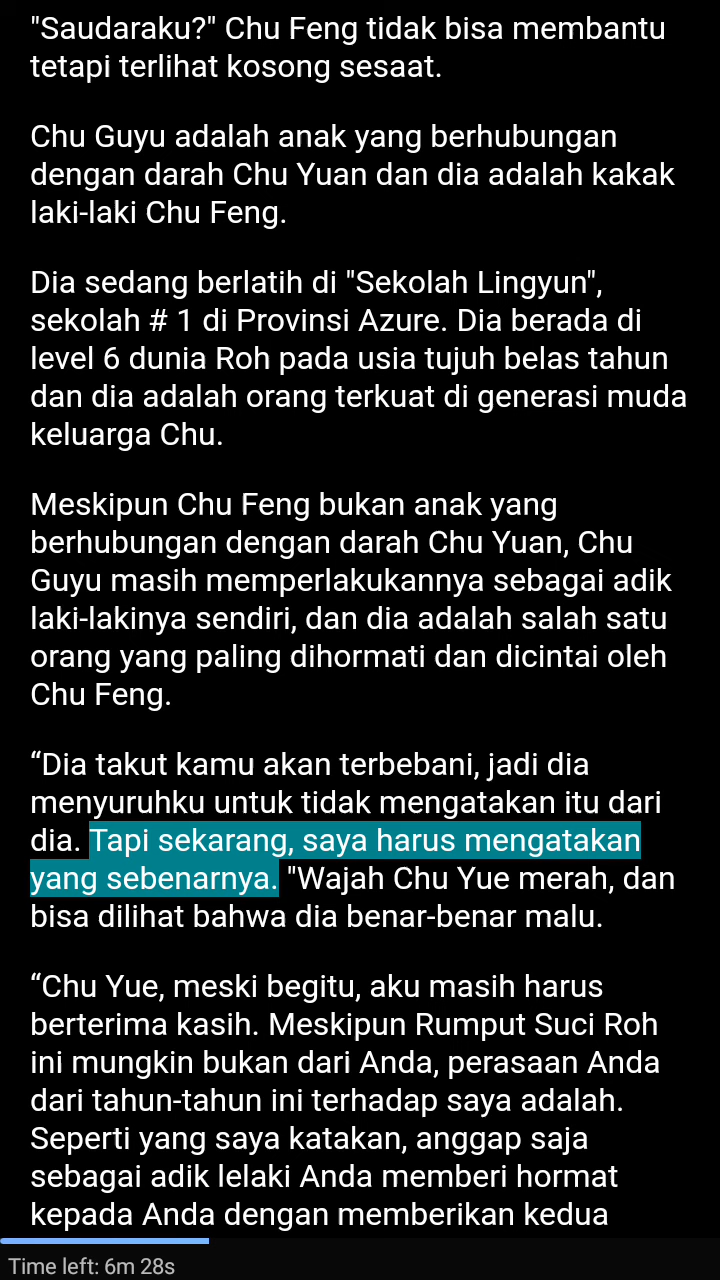 "Saudaraku?" Chu Feng tidak bisa membantu
tetapi terlihat kosong sesaat.
Chu Guyu adalah anak yang berhubungan
dengan darah Chu Yuan dan dia adalah kakak
laki-laki Chu Feng.
Dia sedang berlatih di "Sekolah Lingyun",
sekolah # 1 di Provinsi Azure. Dia berada di
level 6 dunia Roh pada usia tujuh belas tahun
dan dia adalah orang terkuat di generasi muda
keluarga Chu.
Meskipun Chu Feng bukan anak yang
berhubungan dengan darah Chu Yuan, Chu
Guyu masih memperlakukannya sebagai adik
laki-lakinya sendiri, dan dia adalah salah satu
orang yang paling dihormati dan dicintai oleh
Chu Feng.
“Dia takut kamu akan terbebani, jadi dia
menyuruhku untuk tidak mengatakan itu dari
dia. Tapi sekarang, saya harus mengatakan
yang sebenarnya. "Wajah Chu Yue merah, dan
bisa dilihat bahwa dia benar-benar malu.
“Chu Yue, meski begitu, aku masih harus
berterima kasih. Meskipun Rumput Suci Roh
ini mungkin bukan dari Anda, perasaan Anda
dari tahun-tahun ini terhadap saya adalah.
Seperti yang saya katakan, anggap saja
sebagai adik lelaki Anda memberi hormat
kepada Anda dengan memberikan kedua
Time left: 6m 28s